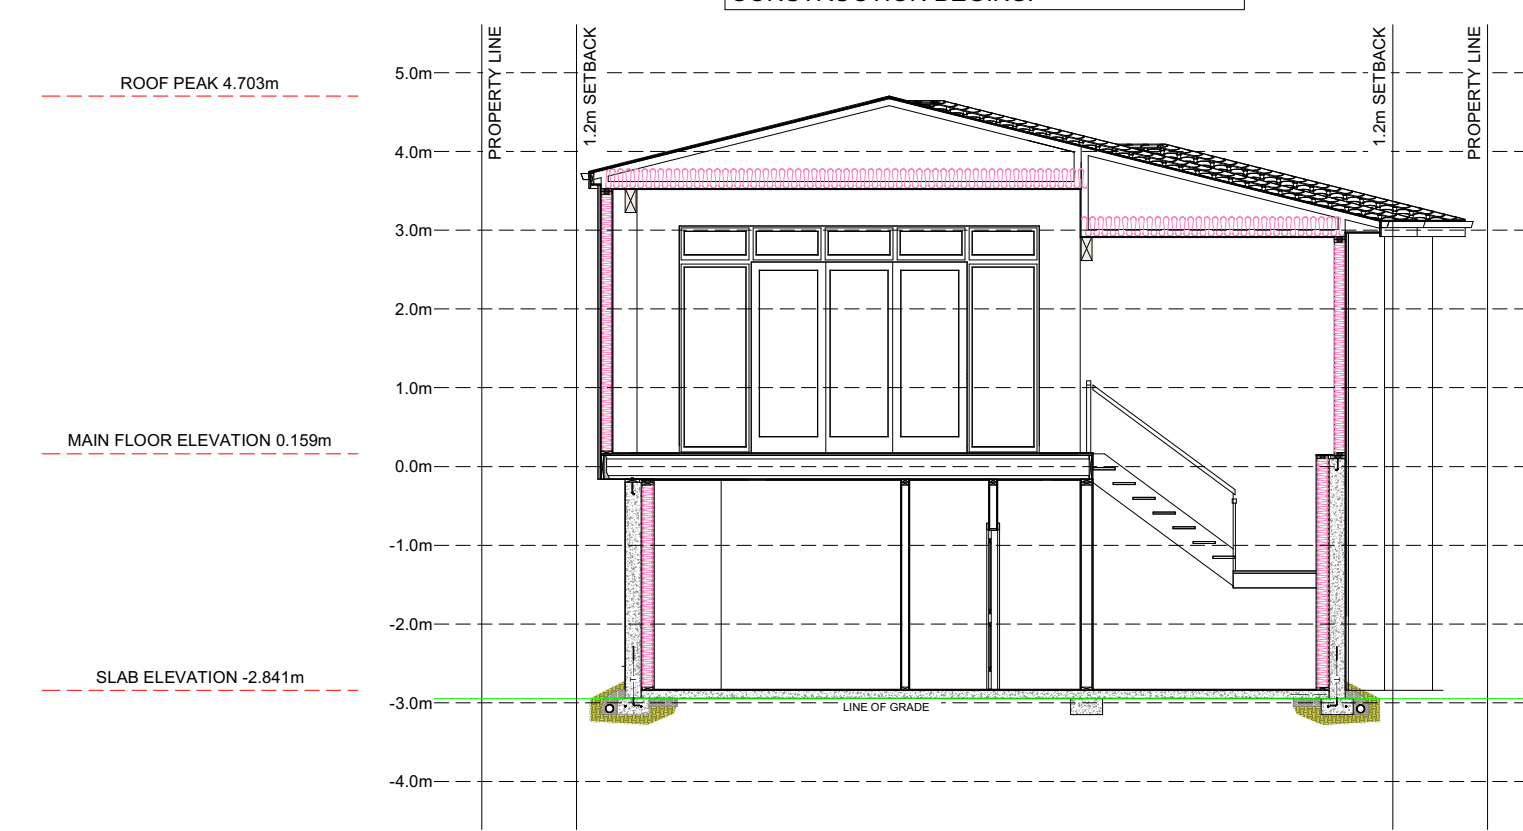 ROOF PEAK 4.703m
MAIN FLOOR ELEVATION 0.159m
SLAB ELEVATION -2.841m
5.0m
4.0m
3.0m
2.0m
1.0m
0.0m
-1.0m
-2.0m
-3.0m
-4.0m
PROPERTY LINE
1.2m SETBACK
1.2m SETBACK
PROPERTY LINE
LINE OF GRADE